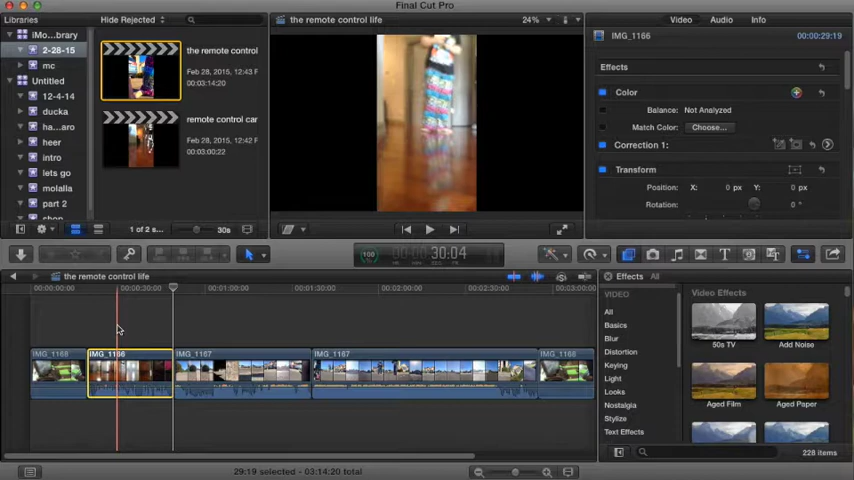 Final Cut Pro
Libraries
Hide Rejected
the remote control life
24%
Video
Audio
Info
iMo...brary
2-28-15
mc
Untitled
12-4-14
ducka
ha...aro
heer
intro
lets go
molalla
part 2
shop
the remote control
Feb 28, 2015, 12:43 F
00:03:14:20
remote control car
Feb 28, 2015, 12:42 F
00:03:00:22
1 of 2 s...
30s
IMG_1166
00:00:29:19
Effects
Color
Balance: Not Analyzed
Match Color: Choose...
Correction 1:
Transform
Position: X: 0 px Y: 0 px
Rotation: 0 °
100
00:00:30:04
the remote control life
00:00:00:00
00:00:30:00
00:01:00:00
00:01:30:00
00:02:00:00
00:02:30:00
00:03:00:00
IMG_1168
IMG_1166
IMG_1167
IMG_1167
IMG_1168
29:19 selected - 03:14:20 total
Effects
All
VIDEO
All
Basics
Blur
Distortion
Keying
Light
Looks
Nostalgia
Stylize
Text Effects
Video Effects
50s TV
Add Noise
Aged Film
Aged Paper
228 items